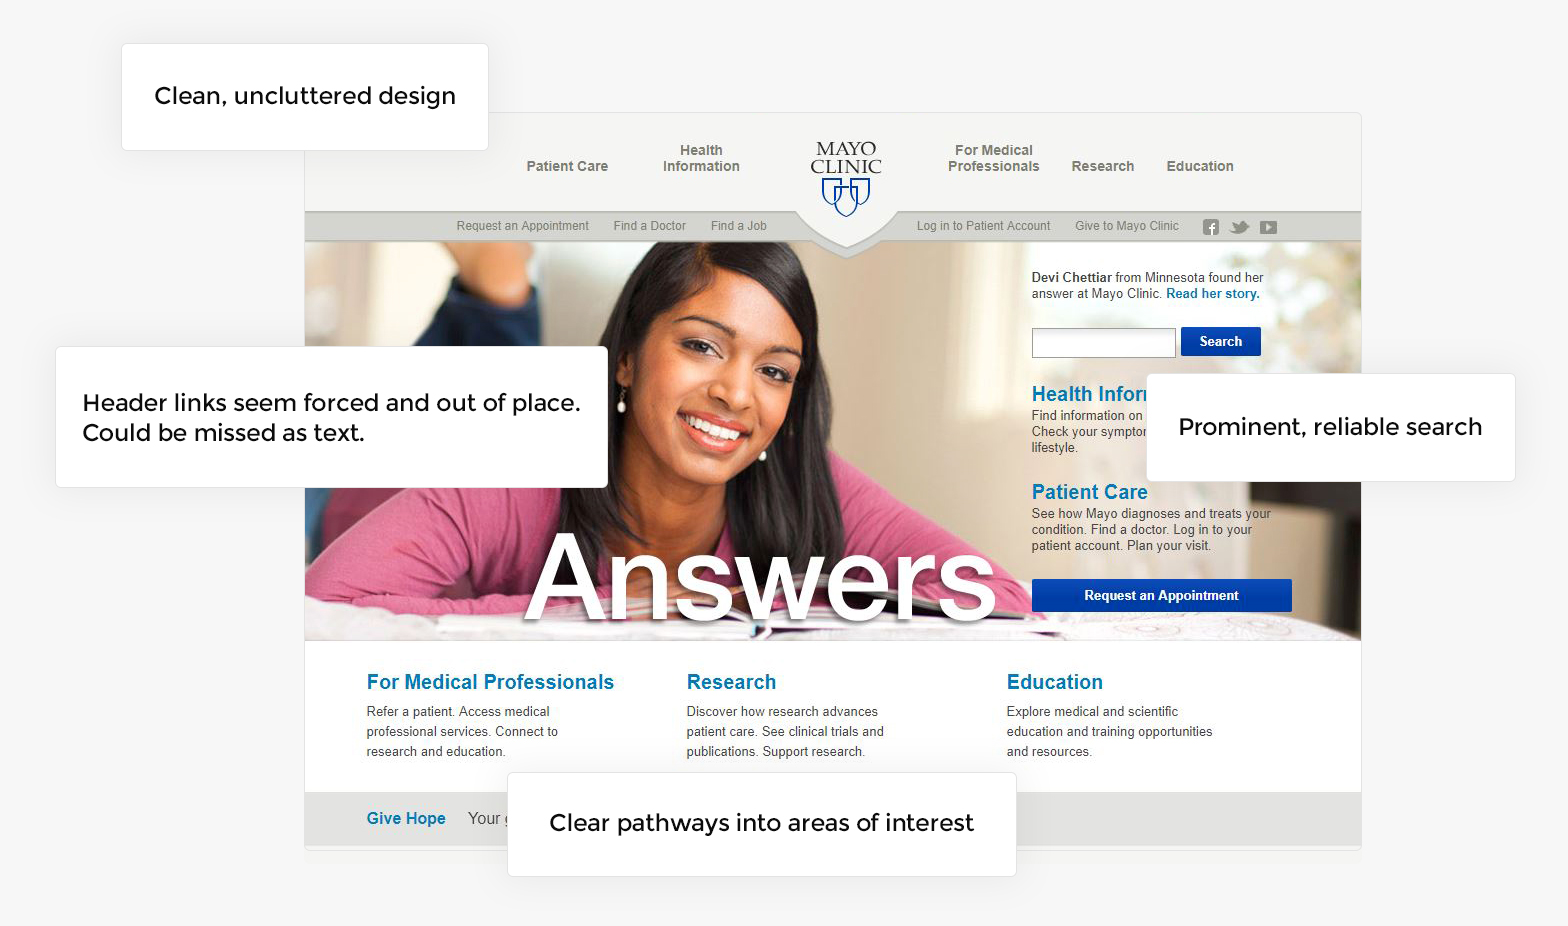 Clean, uncluttered design
Patient Care
Health
Information
MAYO
CLINIC
For Medical
Professionals
Research
Education
Request an Appointment
Find a Doctor
Find a Job
Log in to Patient Account
Give to Mayo Clinic
Devi Chettiar from Minnesota found her
answer at Mayo Clinic. Read her story.
Search
Header links seem forced and out of place.
Could be missed as text.
Health Infor
Find information on
Check your sympto
lifestyle.
Prominent, reliable search
Patient Care
See how Mayo diagnoses and treats your
condition. Find a doctor. Log in to your
patient account. Plan your visit.
Answers
Request an Appointment
For Medical Professionals
Refer a patient. Access medical
professional services. Connect to
research and education.
Research
Discover how research advances
patient care. See clinical trials and
publications. Support research.
Education
Explore medical and scientific
education and training opportunities
and resources.
Give Hope Your
Clear pathways into areas of interest